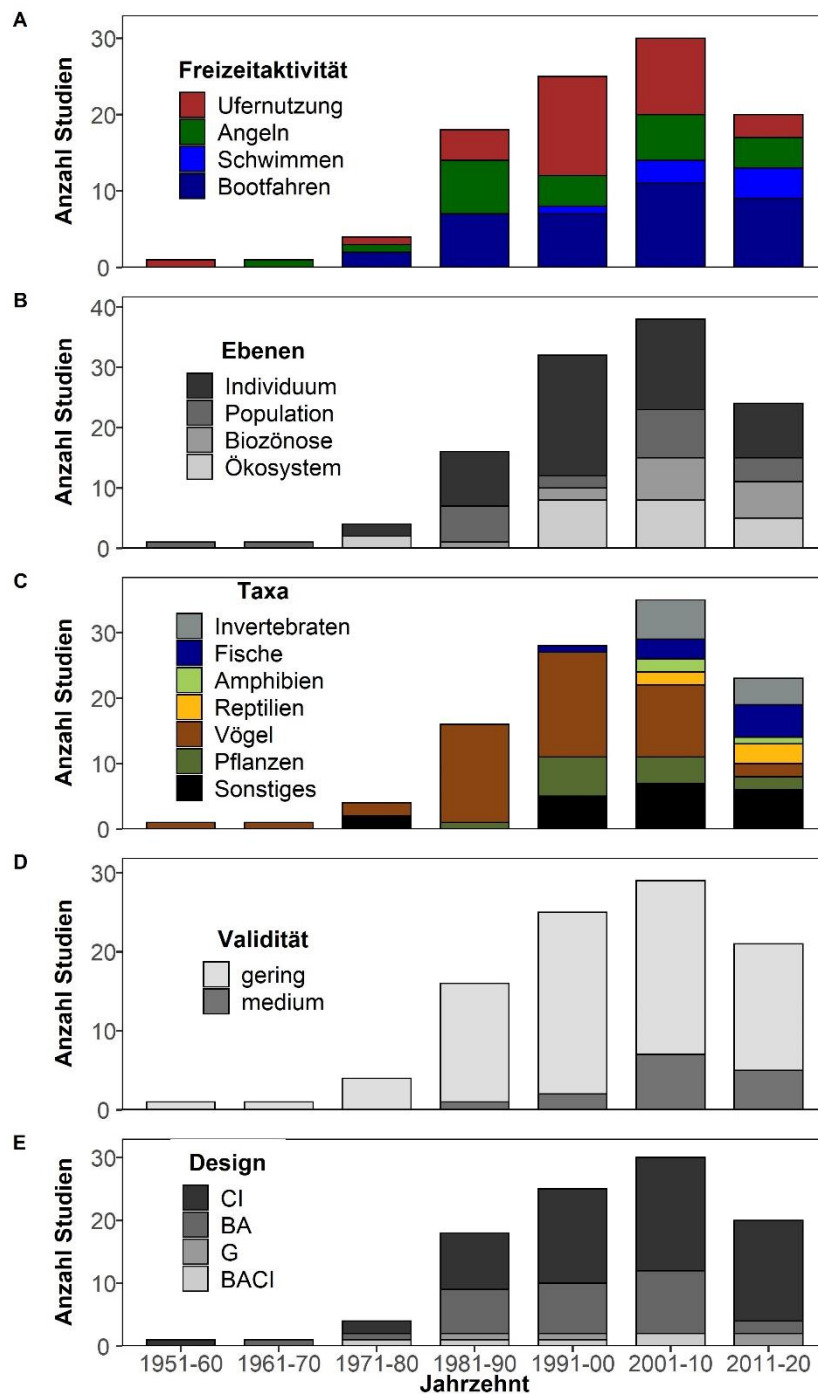 A
Anzahl Studien
30
20
10
0
Freizeitaktivität
Ufernutzung
Angeln
Schwimmen
Bootfahren
B
Anzahl Studien
40
30
20
10
0
Ebenen
Individuum
Population
Biozönose
Ökosystem
C
Anzahl Studien
30
20
10
0
Taxa
Invertebraten
Fische
Amphibien
Reptilien
Vögel
Pflanzen
Sonstiges
D
Anzahl Studien
30
20
10
0
Validität
gering
medium
E
Anzahl Studien
30
20
10
0
Design
CI
BA
G
BACI
1951-60 1961-70 1971-80 1981-90 1991-00 2001-10 2011-20
Jahrzehnt